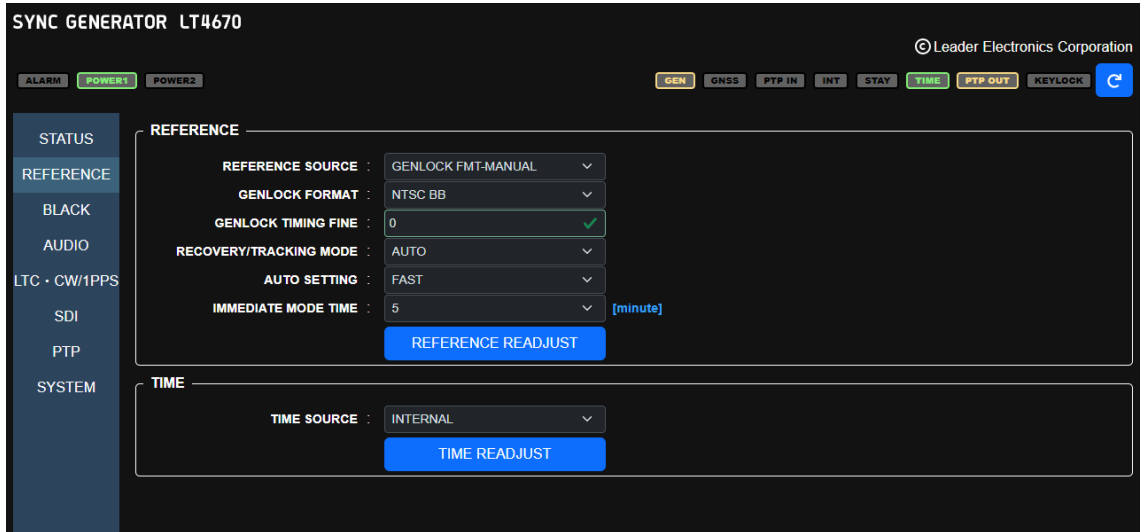 SYNC GENERATOR LT4670
©Leader Electronics Corporation
ALARM POWER1 POWER2 GEN GNSS PTP IN INT STAY TIME PTP OUT KEYLOCK
STATUS
REFERENCE
BLACK
AUDIO
LTC・CW/1PPS
SDI
PTP
SYSTEM
REFERENCE
REFERENCE SOURCE : GENLOCK FMT-MANUAL
GENLOCK FORMAT : NTSC BB
GENLOCK TIMING FINE : 0
RECOVERY/TRACKING MODE : AUTO
AUTO SETTING : FAST
IMMEDIATE MODE TIME : 5 [minute]
REFERENCE READJUST
TIME
TIME SOURCE : INTERNAL
TIME READJUST